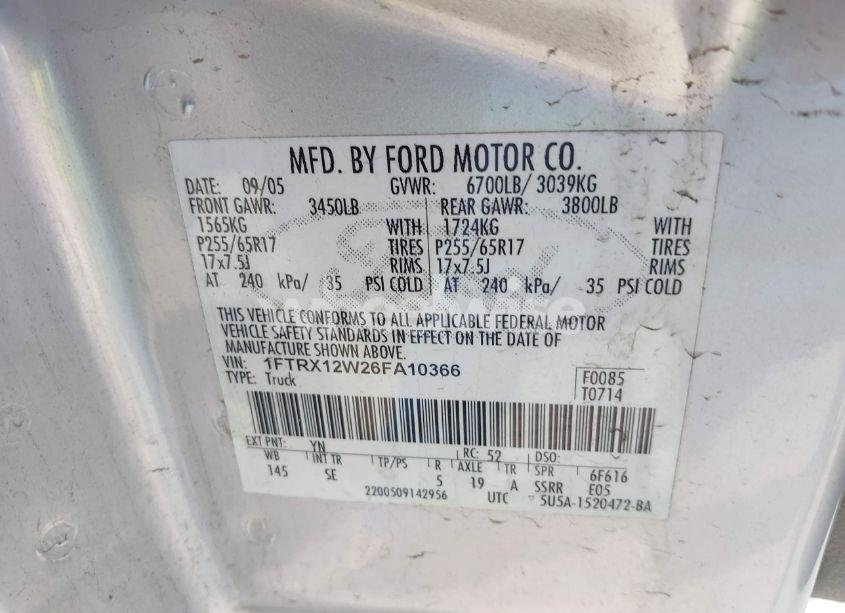 MFD. BY FORD MOTOR CO.
DATE: 09/05 GVWR: 6700LB/ 3039KG
FRONT GAWR: 3450LB REAR GAWR: 3800LB
1565KG WITH 1724KG WITH
P255/65R17 TIRES P255/65R17 TIRES
17x7.5J RIMS 17x7.5J RIMS
AT 240 kPa/ 35 PSI COLD AT 240 kPa/ 35 PSI COLD
THIS VEHICLE CONFORMS TO ALL APPLICABLE FEDERAL MOTOR
VEHICLE SAFETY STANDARDS IN EFFECT ON THE DATE OF
MANUFACTURE SHOWN ABOVE.
VIN: 1FTRX12W26FA10366
TYPE: Truck
F0085
T0714
EXT PNT: YN RC: 52 DSO:
WB INT TR TP/PS R AXLE TR SPR 6F616
145 SE 5 19 A SSRR E05
2200509142956 UTC 5U5A-1520472-BA